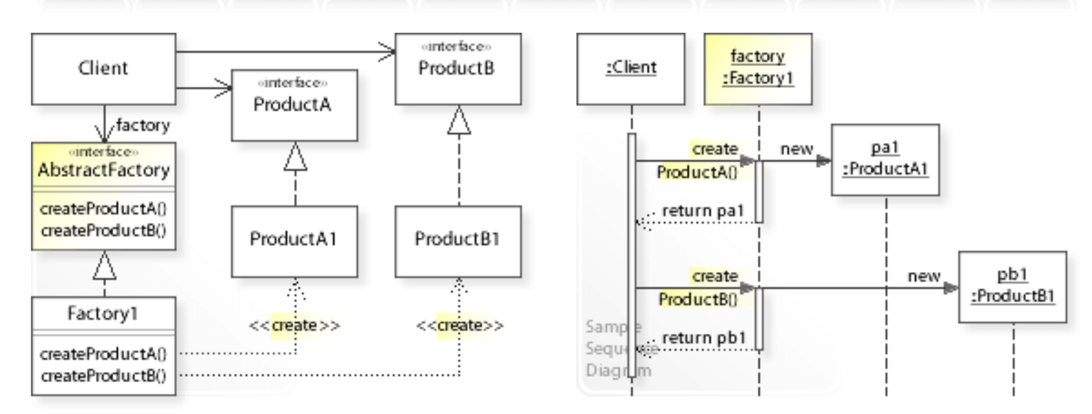 Client
«interface»
ProductB
«interface»
ProductA
factory
«interface»
AbstractFactory
createProductA()
createProductB()
ProductA1
ProductB1
Factory1
createProductA()
createProductB()
<<create>>
<<create>>
:Client
factory
:Factory1
create
ProductA()
new
pa1
:ProductA1
return pa1
create
ProductB()
new
pb1
:ProductB1
return pb1
Sample
Sequence
Diagram